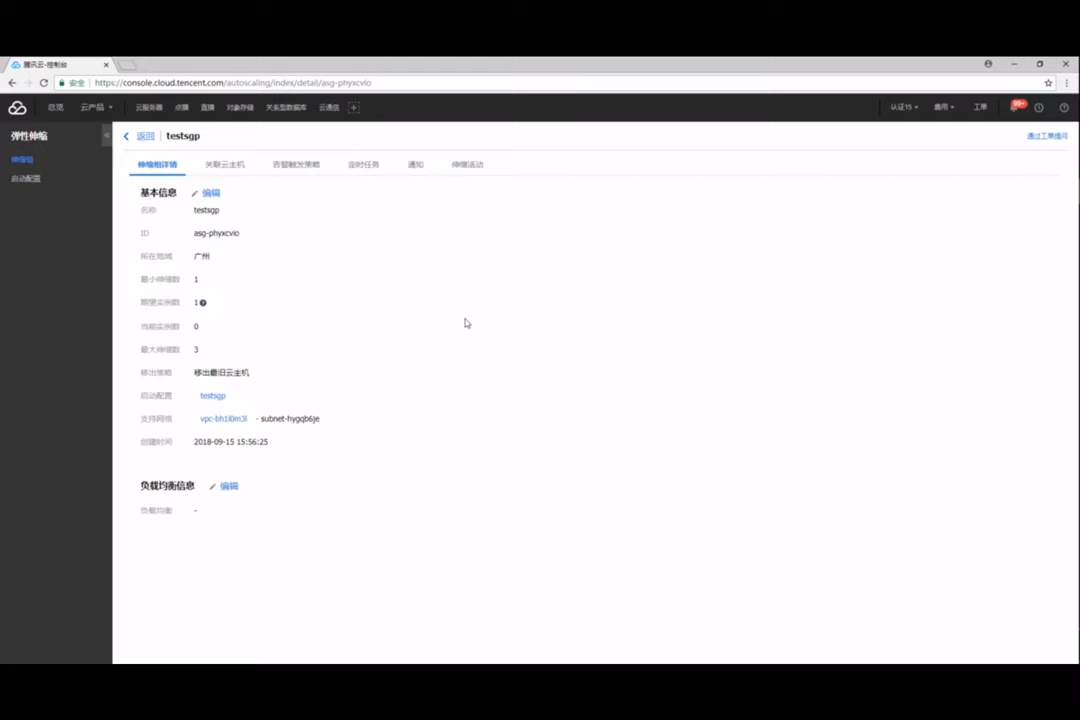 腾讯云-控制台
安全 https://console.cloud.tencent.com/autoscaling/index/detail/asg-phyxcvio
总览 云产品 云服务器 点播 直播 对象存储 关系型数据库 云通信 认证15 费用 工单 99+
弹性伸缩
返回 testsgp
通过工单提问
伸缩组
启动配置
伸缩组详情 关联云主机 告警触发策略 定时任务 通知 伸缩活动
基本信息 编辑
名称 testsgp
ID asg-phyxcvio
所在地域 广州
最小伸缩数 1
期望实例数 1
当前实例数 0
最大伸缩数 3
移出策略 移出最旧云主机
启动配置 testsgp
支持网络 vpc-bh1l0m3l - subnet-hygqb6je
创建时间 2018-09-15 15:56:25
负载均衡信息 编辑
负载均衡 -